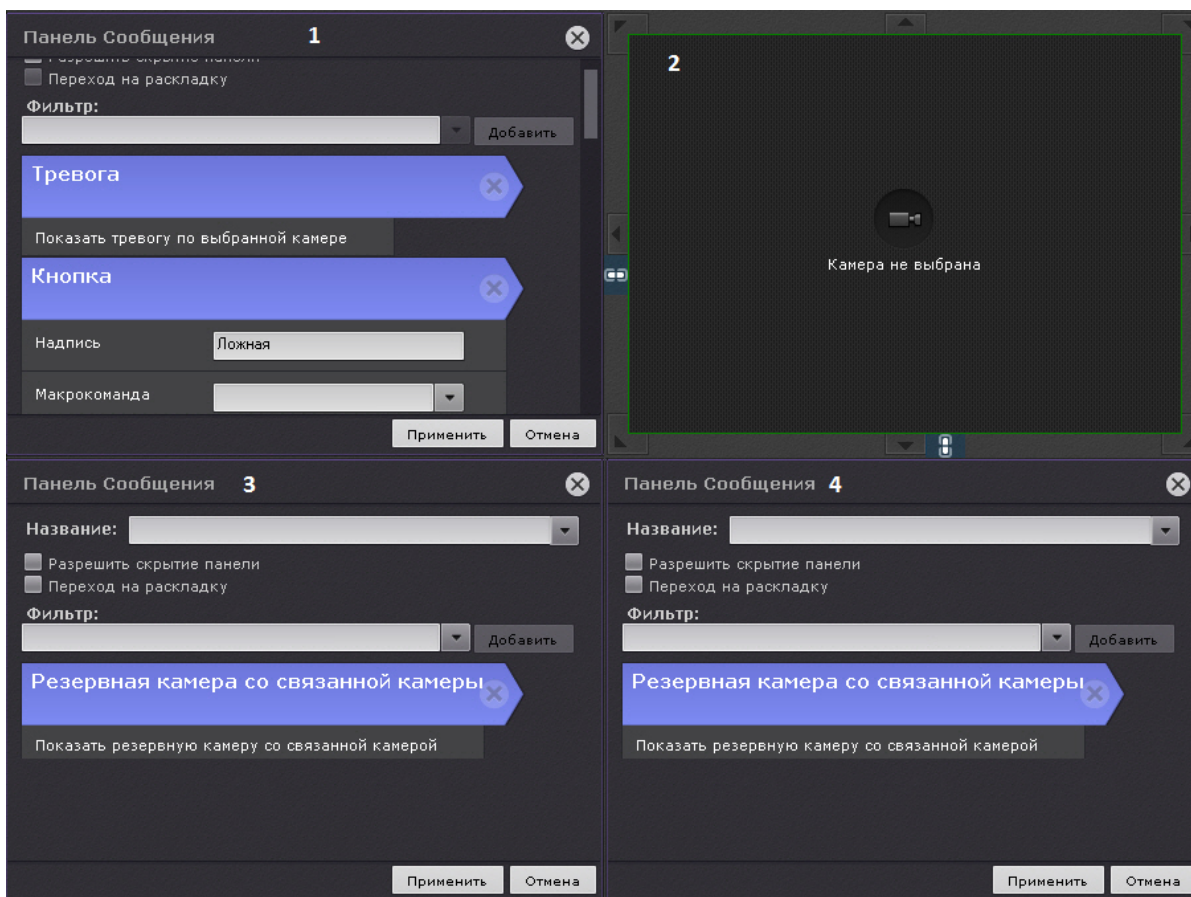 Панель Сообщения 1
Разрешить скрытие панели
Переход на раскладку
Фильтр:
Добавить
Тревога
Показать тревогу по выбранной камере
Кнопка
Надпись Ложная
Макрокоманда
Применить Отмена
2
Камера не выбрана
Панель Сообщения 3
Название:
Разрешить скрытие панели
Переход на раскладку
Фильтр:
Добавить
Резервная камера со связанной камеры
Показать резервную камеру со связанной камерой
Применить Отмена
Панель Сообщения 4
Название:
Разрешить скрытие панели
Переход на раскладку
Фильтр:
Добавить
Резервная камера со связанной камеры
Показать резервную камеру со связанной камерой
Применить Отмена